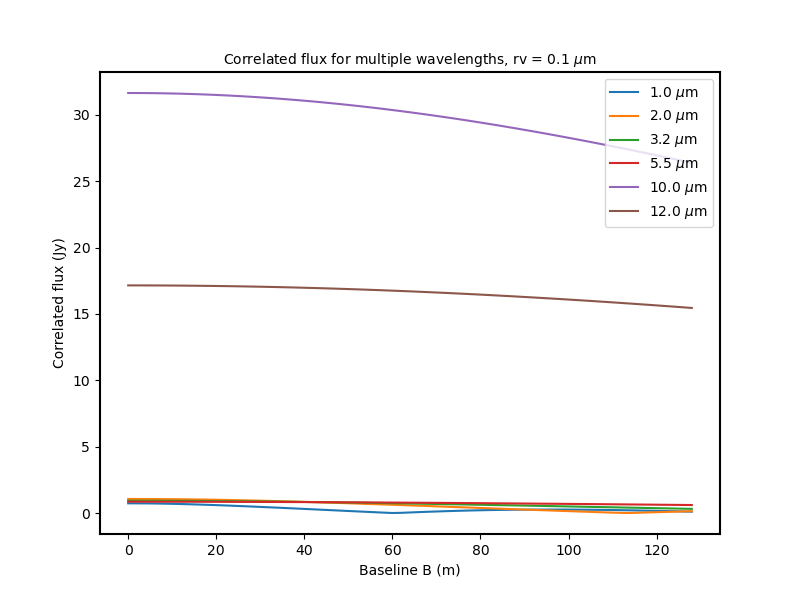 Correlated flux for multiple wavelengths, rv = 0.1 μm
1.0 μm
2.0 μm
3.2 μm
5.5 μm
10.0 μm
12.0 μm
Correlated flux (Jy)
30
25
20
15
10
5
0
0 20 40 60 80 100 120
Baseline B (m)